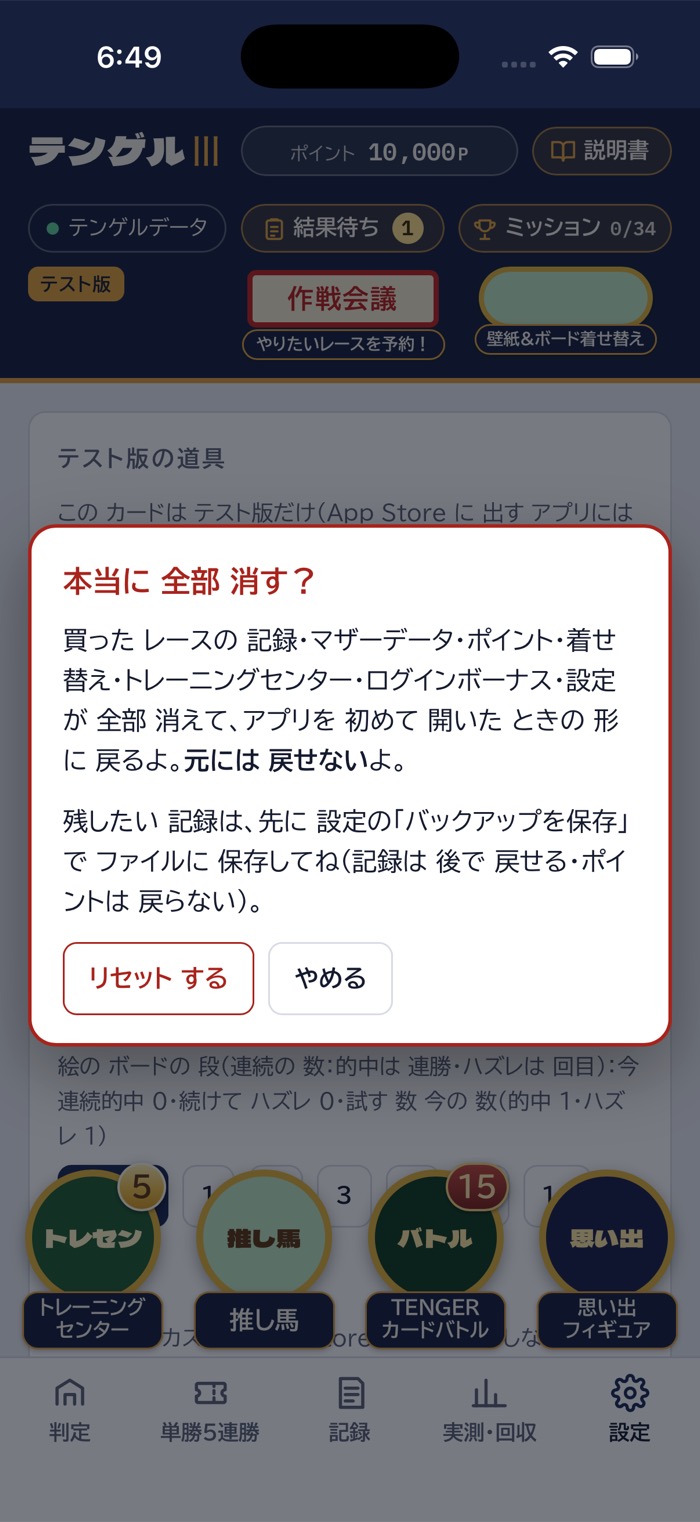 6:49
テンゲル
ポイント 10,000P
説明書
テンゲルデータ
結果待ち 1
ミッション 0/34
テスト版
作戦会議
やりたいレースを予約！
壁紙&ボード着せ替え
テスト版の道具
この カードは テスト版だけ（App Store に 出す アプリには
本当に 全部 消す？
買った レースの 記録・マザーデータ・ポイント・着せ
替え・トレーニングセンター・ログインボーナス・設定
が 全部 消えて、アプリを 初めて 開いた ときの 形
に 戻るよ。元には 戻せないよ。
残したい 記録は、先に 設定の「バックアップを保存」
で ファイルに 保存してね（記録は 後で 戻せる・ポイ
ントは 戻らない）。
リセット する
やめる
絵の ボードの 段（連続の 数：的中は 連勝・ハズレは 回目）：今
連続的中 0・続けて ハズレ 0・試す 数 今の 数（的中 1・ハズ
レ 1）
3
5
トレセン
トレーニング
センター
推し馬
推し馬
15
バトル
TENGER
カードバトル
思い出
思い出
フィギュア
判定
単勝5連勝
記録
実測・回収
設定